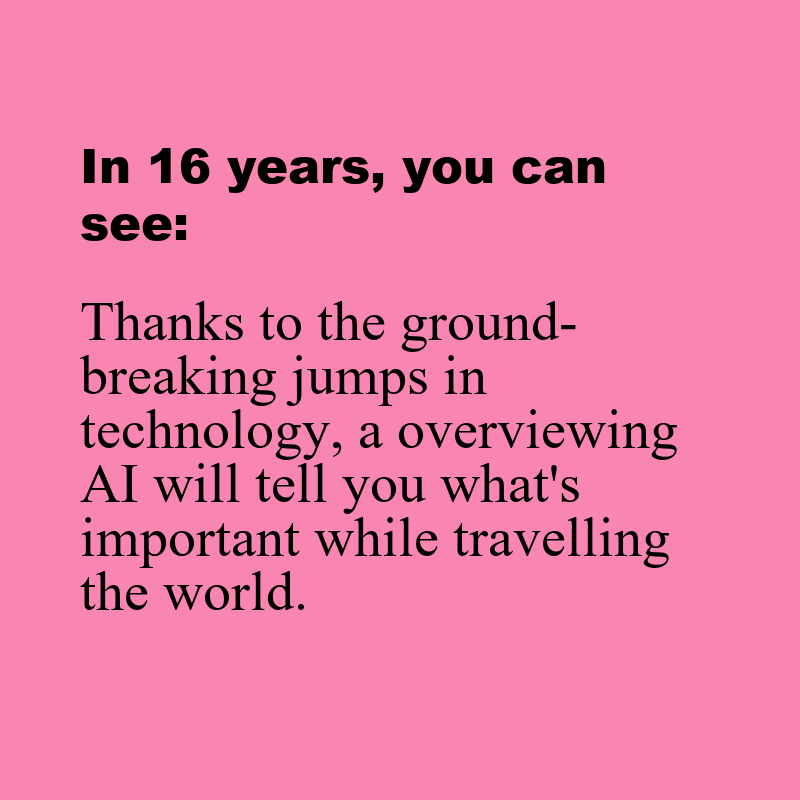 In 16 years, you can
see:
Thanks to the ground-
breaking jumps in
technology, a overviewing
AI will tell you what's
important while travelling
the world.